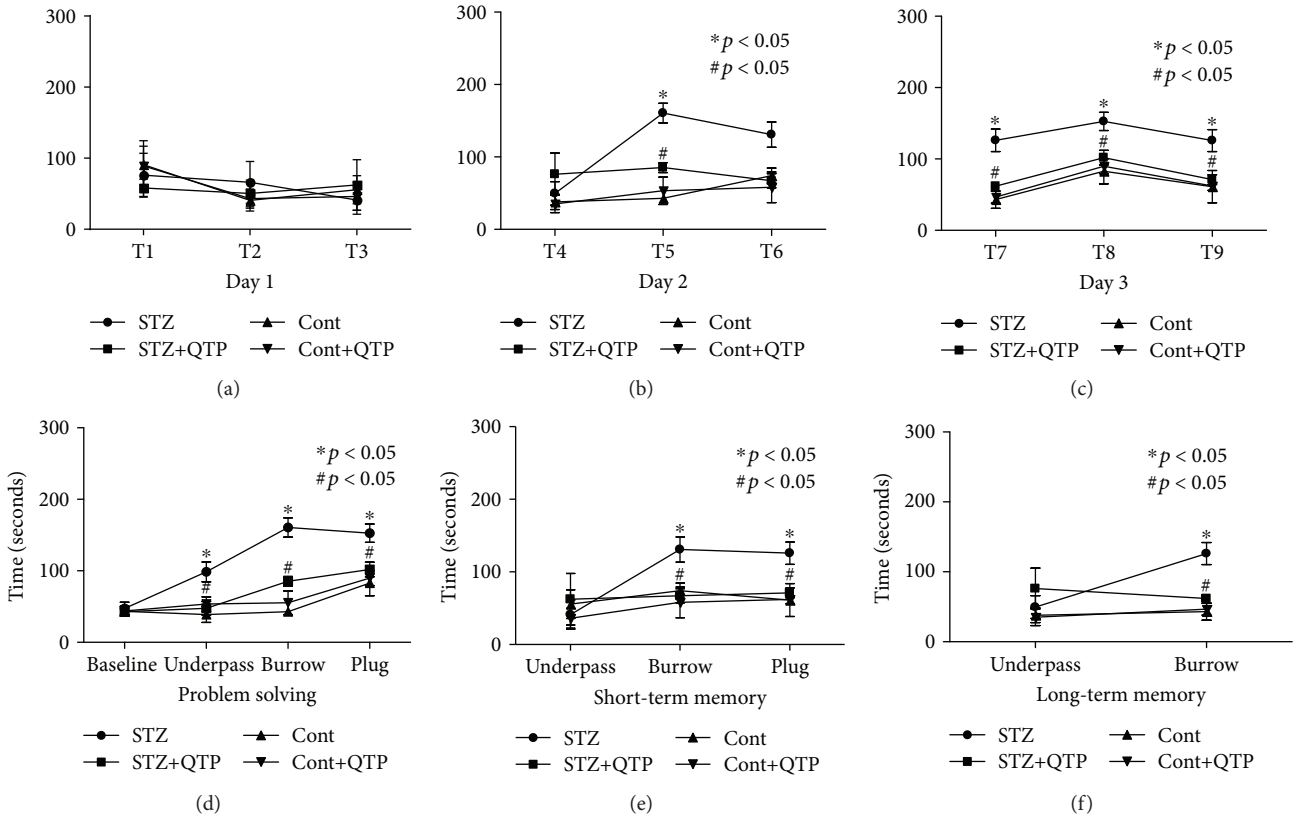 300
200
100
0
T1 T2 T3
Day 1
STZ Cont
STZ+QTP Cont+QTP
(a)
300
200
100
0
*p < 0.05
#p < 0.05
*
#
T4 T5 T6
Day 2
STZ Cont
STZ+QTP Cont+QTP
(b)
300
200
100
0
*p < 0.05
#p < 0.05
* * *
# # #
T7 T8 T9
Day 3
STZ Cont
STZ+QTP Cont+QTP
(c)
Time (seconds)
300
200
100
0
*p < 0.05
#p < 0.05
* * *
# # #
Baseline Underpass Burrow Plug
Problem solving
STZ Cont
STZ+QTP Cont+QTP
(d)
Time (seconds)
300
200
100
0
*p < 0.05
#p < 0.05
* *
# #
Underpass Burrow Plug
Short-term memory
STZ Cont
STZ+QTP Cont+QTP
(e)
Time (seconds)
300
200
100
0
*p < 0.05
#p < 0.05
*
#
Underpass Burrow
Long-term memory
STZ Cont
STZ+QTP Cont+QTP
(f)